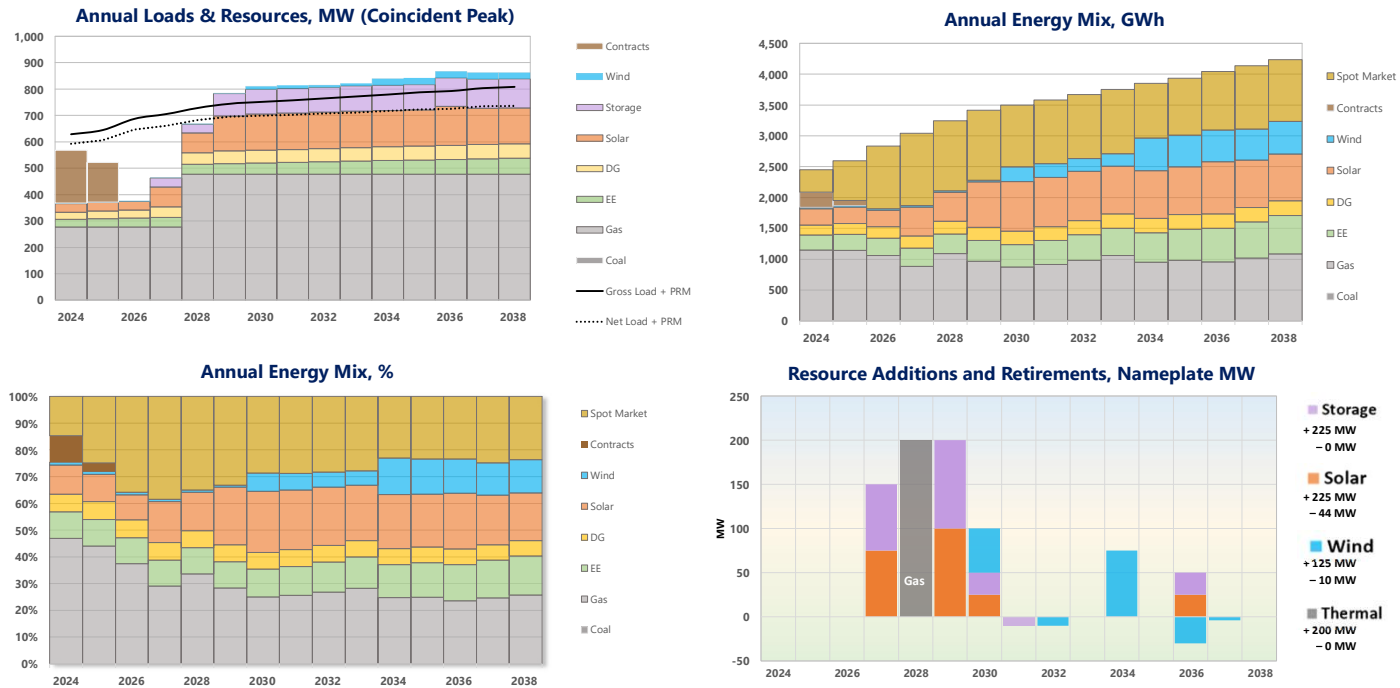 Annual Loads & Resources, MW (Coincident Peak)
1,000
900
800
700
600
500
400
300
200
100
0
2024
2026
2028
2030
2032
2034
2036
2038
Contracts
Wind
Storage
Solar
DG
EE
Gas
Coal
Gross Load + PRM
Net Load + PRM
Annual Energy Mix, GWh
4,500
4,000
3,500
3,000
2,500
2,000
1,500
1,000
500
0
2024
2026
2028
2030
2032
2034
2036
2038
Spot Market
Contracts
Wind
Solar
DG
EE
Gas
Coal
Annual Energy Mix, %
100%
90%
80%
70%
60%
50%
40%
30%
20%
10%
0%
2024
2026
2028
2030
2032
2034
2036
2038
Spot Market
Contracts
Wind
Solar
DG
EE
Gas
Coal
Resource Additions and Retirements, Nameplate MW
MW
250
200
150
100
50
0
-50
Gas
2024
2026
2028
2030
2032
2034
2036
2038
Storage
+ 225 MW
– 0 MW
Solar
+ 225 MW
– 44 MW
Wind
+ 125 MW
– 10 MW
Thermal
+ 200 MW
– 0 MW